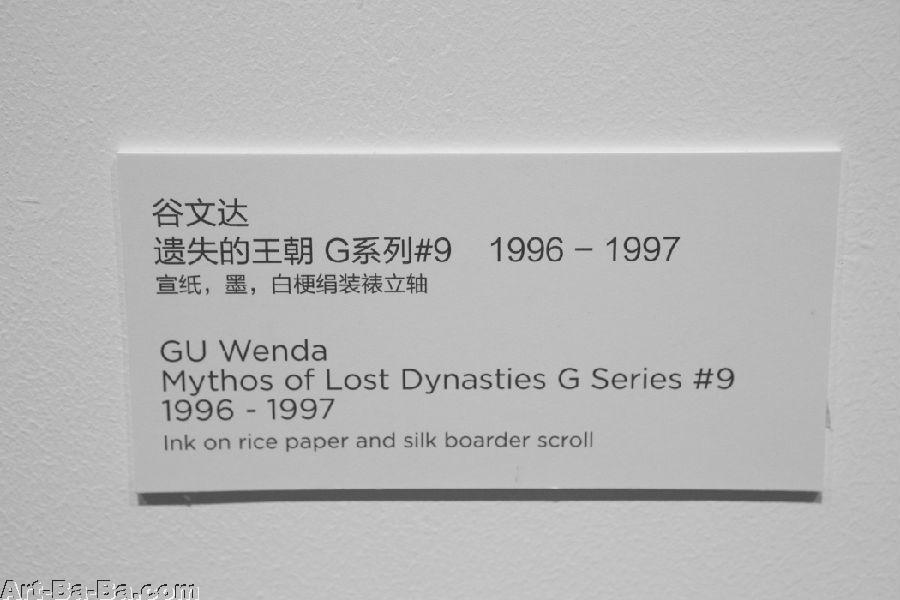 谷文达
遗失的王朝 G系列#9 1996 – 1997
宣纸，墨，白梗绢装裱立轴
GU Wenda
Mythos of Lost Dynasties G Series #9
1996 - 1997
Ink on rice paper and silk boarder scroll
Art-Ba-Ba.com